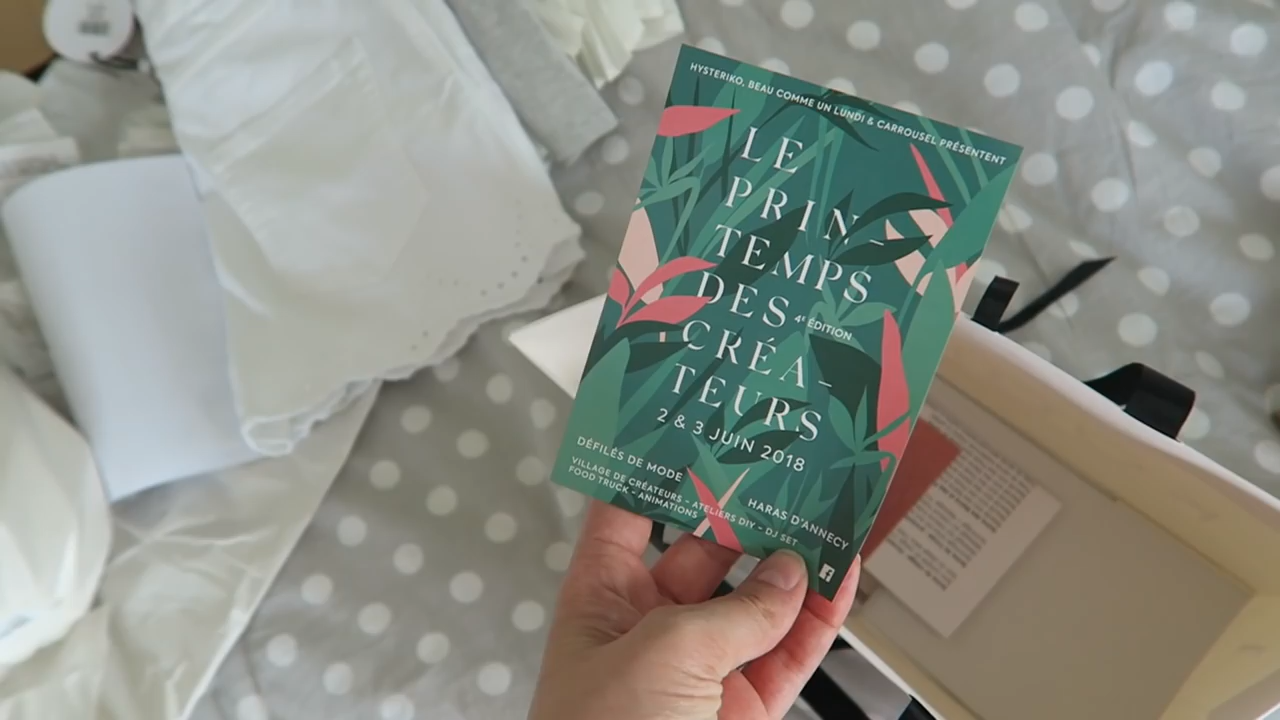 HYSTERIKO, BEAU COMME UN LUNDI & CARROUSEL PRÉSENTENT
LE
PRIN-
TEMPS
DES
4E ÉDITION
CRÉA-
TEURS
2 & 3 JUIN 2018
DÉFILÉS DE MODE
VILLAGE DE CRÉATEURS - ATELIERS DIY - DJ SET
FOOD TRUCK - ANIMATIONS
HARAS D'ANNECY
f